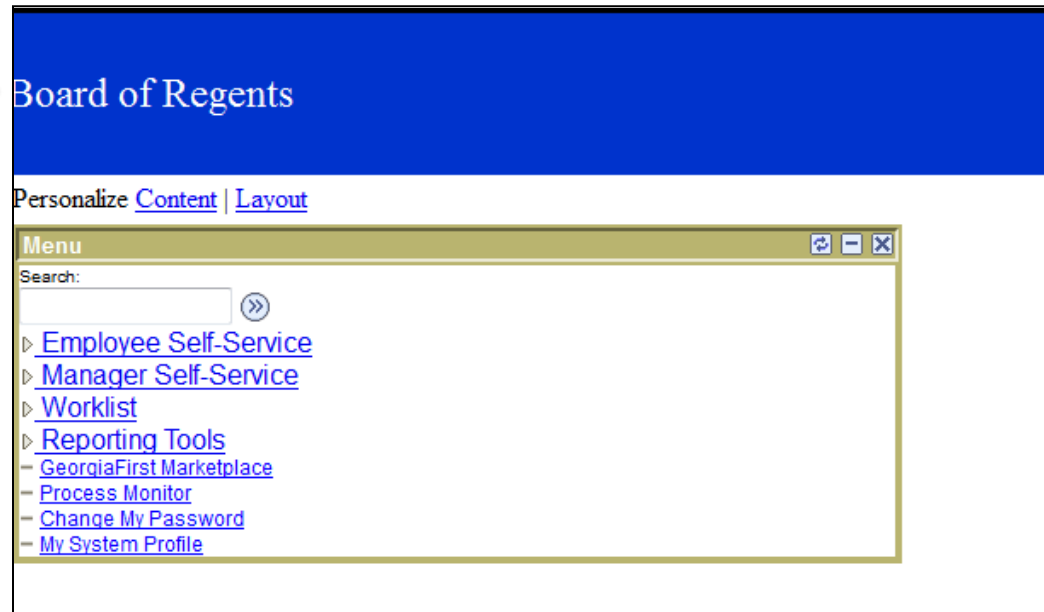 Board of Regents
Personalize Content | Layout
Menu
Search:
Employee Self-Service
Manager Self-Service
Worklist
Reporting Tools
GeorgiaFirst Marketplace
Process Monitor
Change My Password
My System Profile